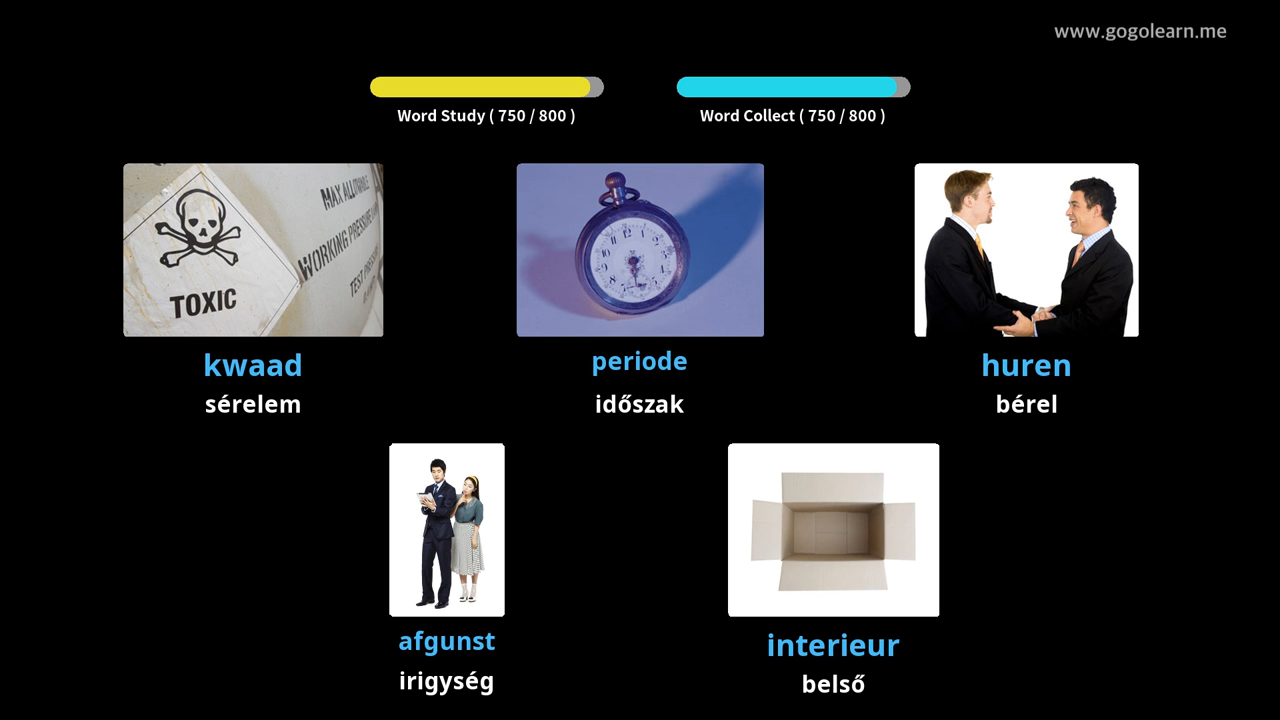 www.gogolearn.me
Word Study ( 750 / 800 )
Word Collect ( 750 / 800 )
MAX ALLOWABLE
WORKING PRESSURE
TEST
TOXIC
kwaad
sérelem
periode
időszak
huren
bérel
afgunst
irigység
interieur
belső